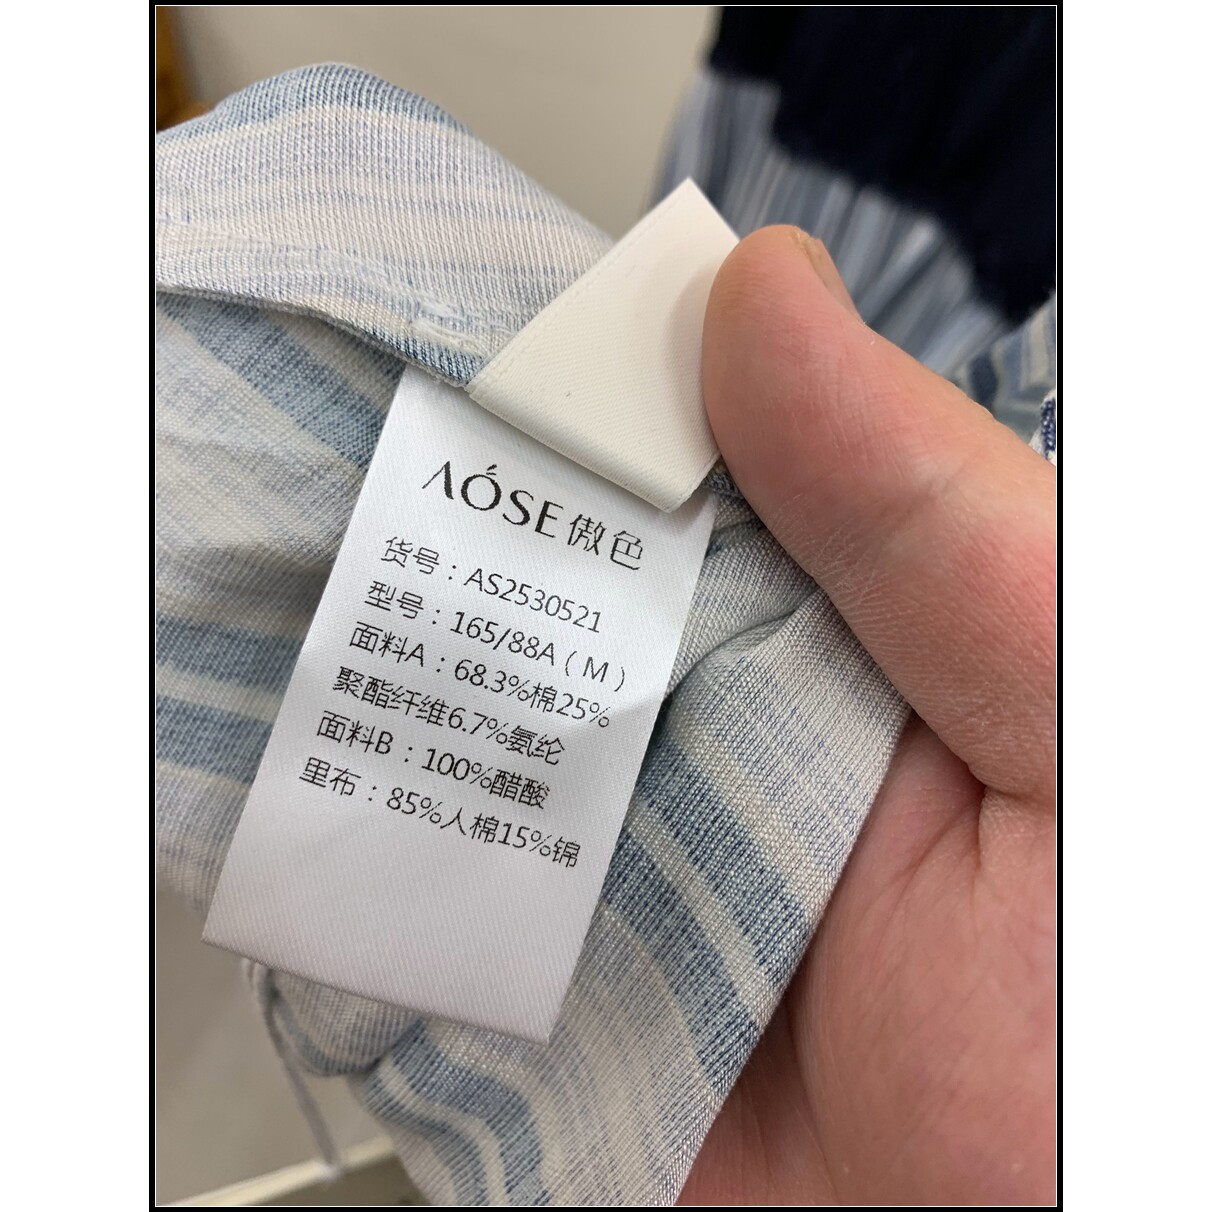 AÓSE傲色
货号：AS2530521
型号：165/88A（M）
面料A：68.3%棉25%
聚酯纤维6.7%氨纶
面料B：100%醋酸
里布：85%人棉15%锦